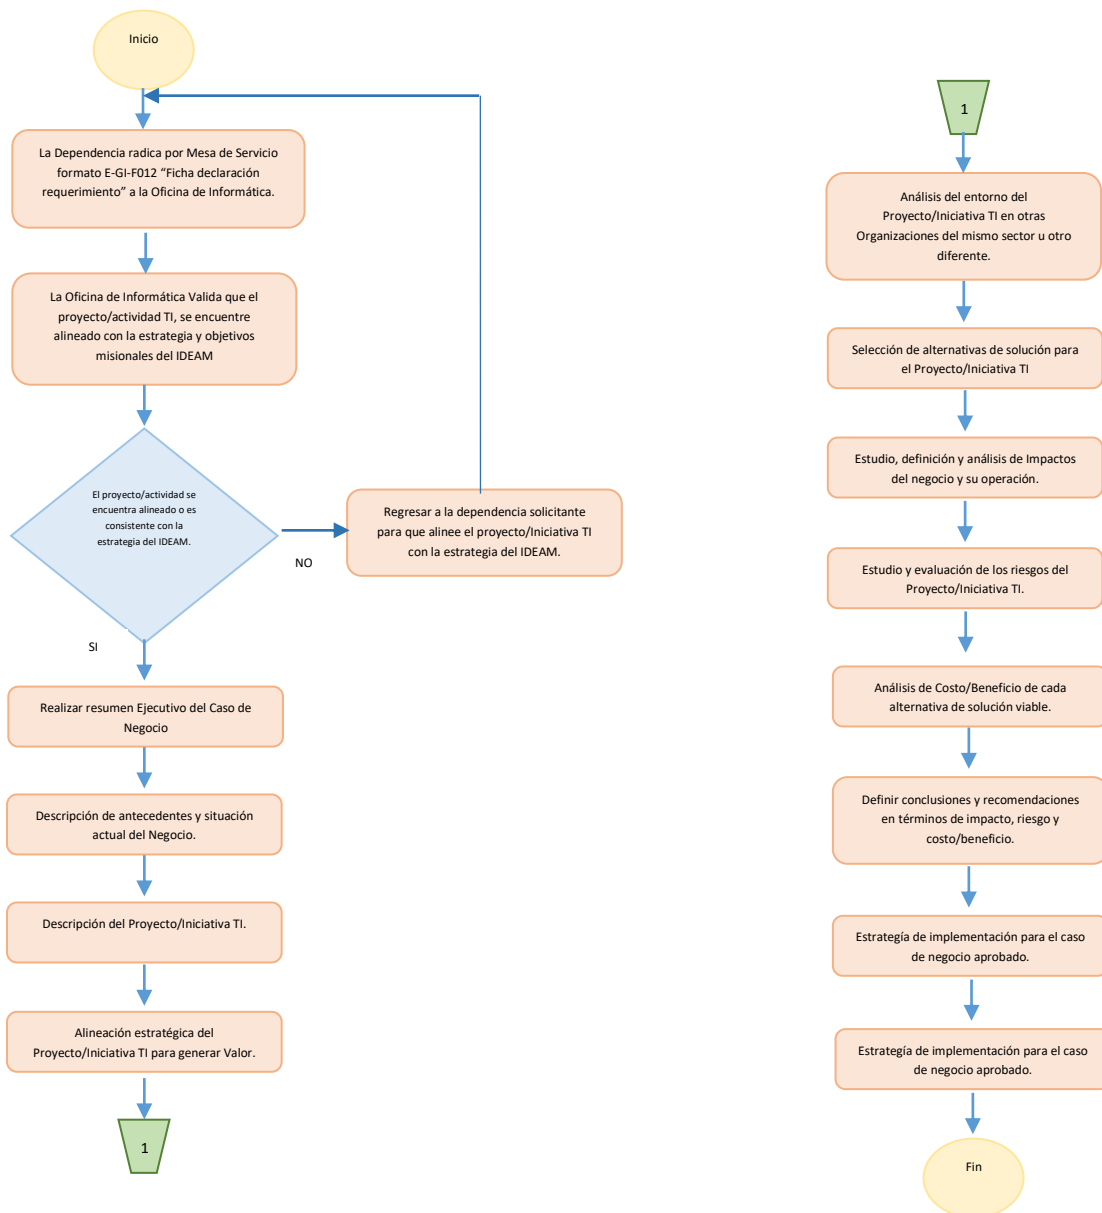 Inicio
La Dependencia radica por Mesa de Servicio
formato E-GI-F012 “Ficha declaración
requerimiento” a la Oficina de Informática.
La Oficina de Informática Valida que el
proyecto/actividad TI, se encuentre
alineado con la estrategia y objetivos
misionales del IDEAM
El proyecto/actividad se
encuentra alineado o es
consistente con la
estrategia del IDEAM.
NO
Regresar a la dependencia solicitante
para que alinee el proyecto/Iniciativa TI
con la estrategia del IDEAM.
SI
Realizar resumen Ejecutivo del Caso de
Negocio
Descripción de antecedentes y situación
actual del Negocio.
Descripción del Proyecto/Iniciativa TI.
Alineación estratégica del
Proyecto/Iniciativa TI para generar Valor.
1
1
Análisis del entorno del
Proyecto/Iniciativa TI en otras
Organizaciones del mismo sector u otro
diferente.
Selección de alternativas de solución para
el Proyecto/Iniciativa TI
Estudio, definición y análisis de Impactos
del negocio y su operación.
Estudio y evaluación de los riesgos del
Proyecto/Iniciativa TI.
Análisis de Costo/Beneficio de cada
alternativa de solución viable.
Definir conclusiones y recomendaciones
en términos de impacto, riesgo y
costo/beneficio.
Estrategía de implementación para el caso
de negocio aprobado.
Estrategía de implementación para el caso
de negocio aprobado.
Fin